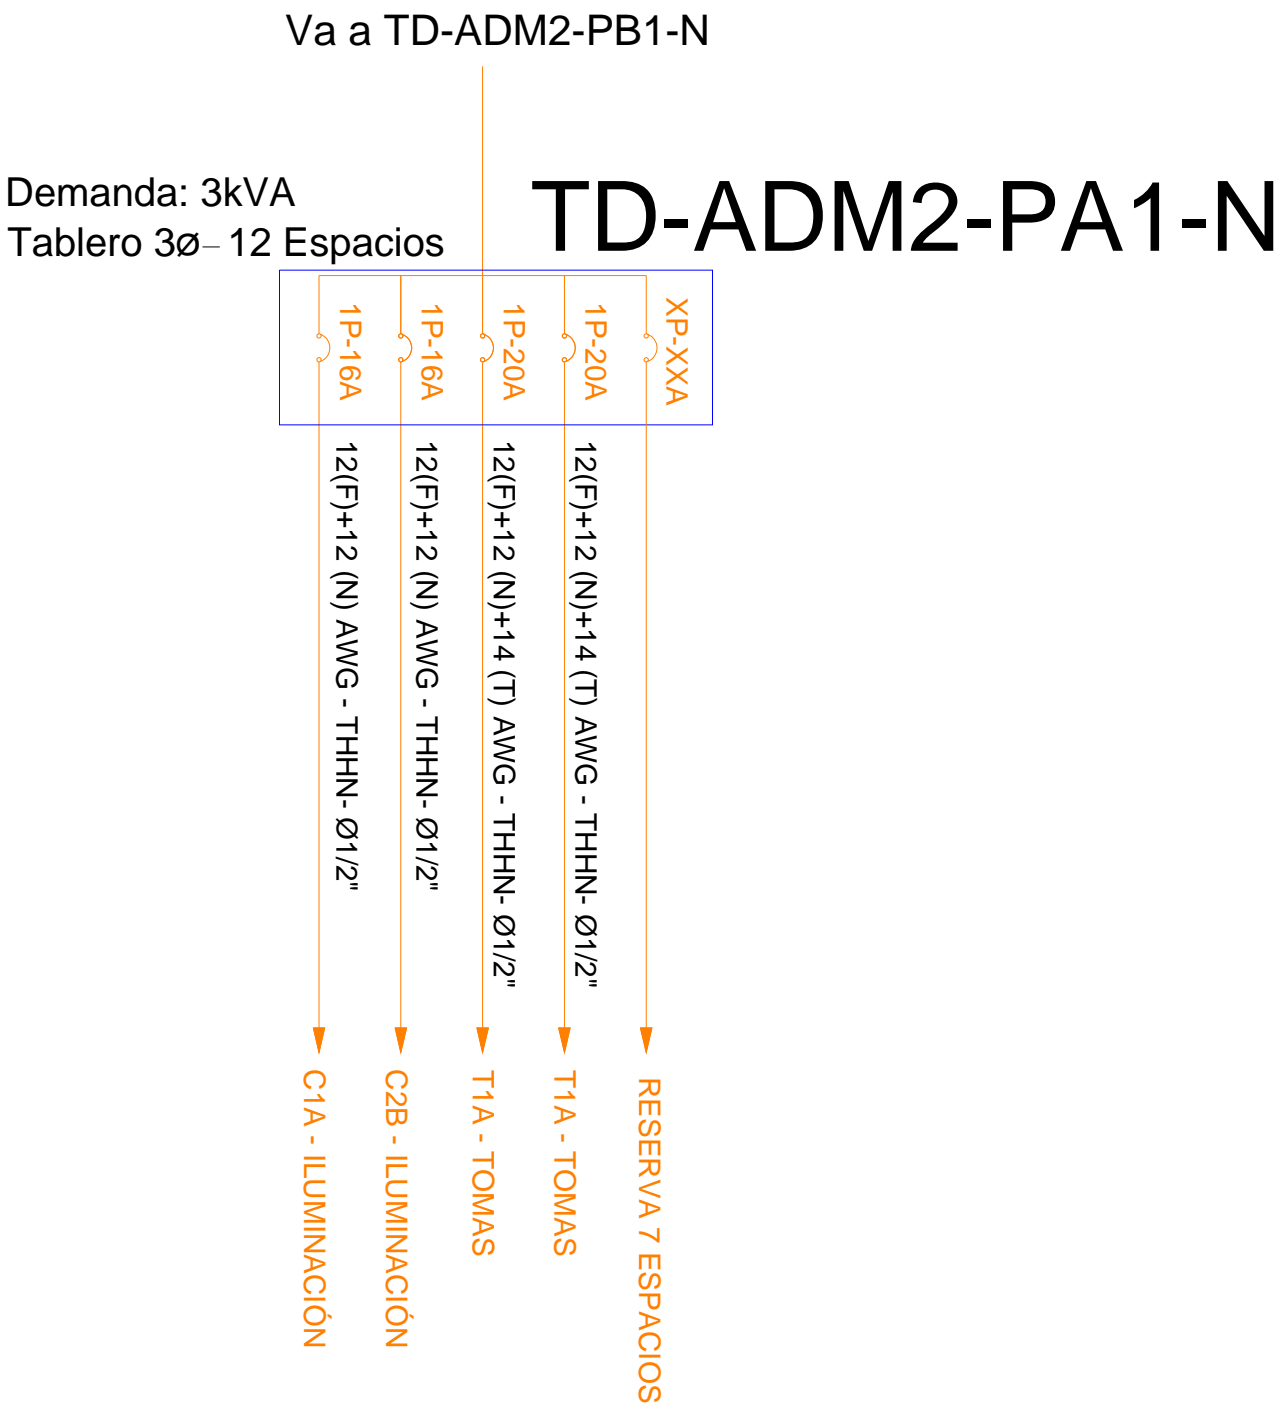 Va a TD-ADM2-PB1-N
Demanda: 3kVA
Tablero 3ø– 12 Espacios
TD-ADM2-PA1-N
1P-16A
1P-16A
1P-20A
1P-20A
XP-XXA
12(F)+12 (N) AWG - THHN- Ø1/2"
12(F)+12 (N) AWG - THHN- Ø1/2"
12(F)+12 (N)+14 (T) AWG - THHN- Ø1/2"
12(F)+12 (N)+14 (T) AWG - THHN- Ø1/2"
C1A - ILUMINACIÓN
C2B - ILUMINACIÓN
T1A - TOMAS
T1A - TOMAS
RESERVA 7 ESPACIOS